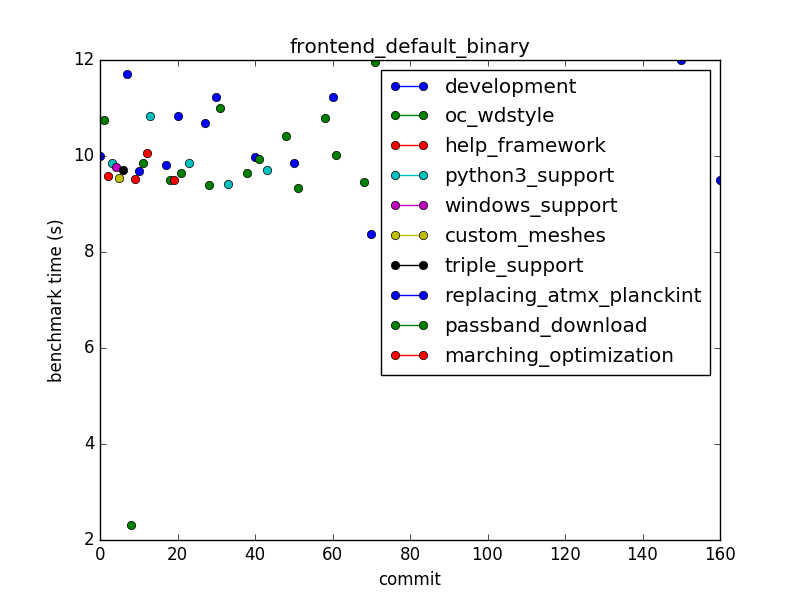 frontend_default_binary
12
10
8
6
4
2
benchmark time (s)
development
oc_wdstyle
help_framework
python3_support
windows_support
custom_meshes
triple_support
replacing_atmx_planckint
passband_download
marching_optimization
0 20 40 60 80 100 120 140 160
commit